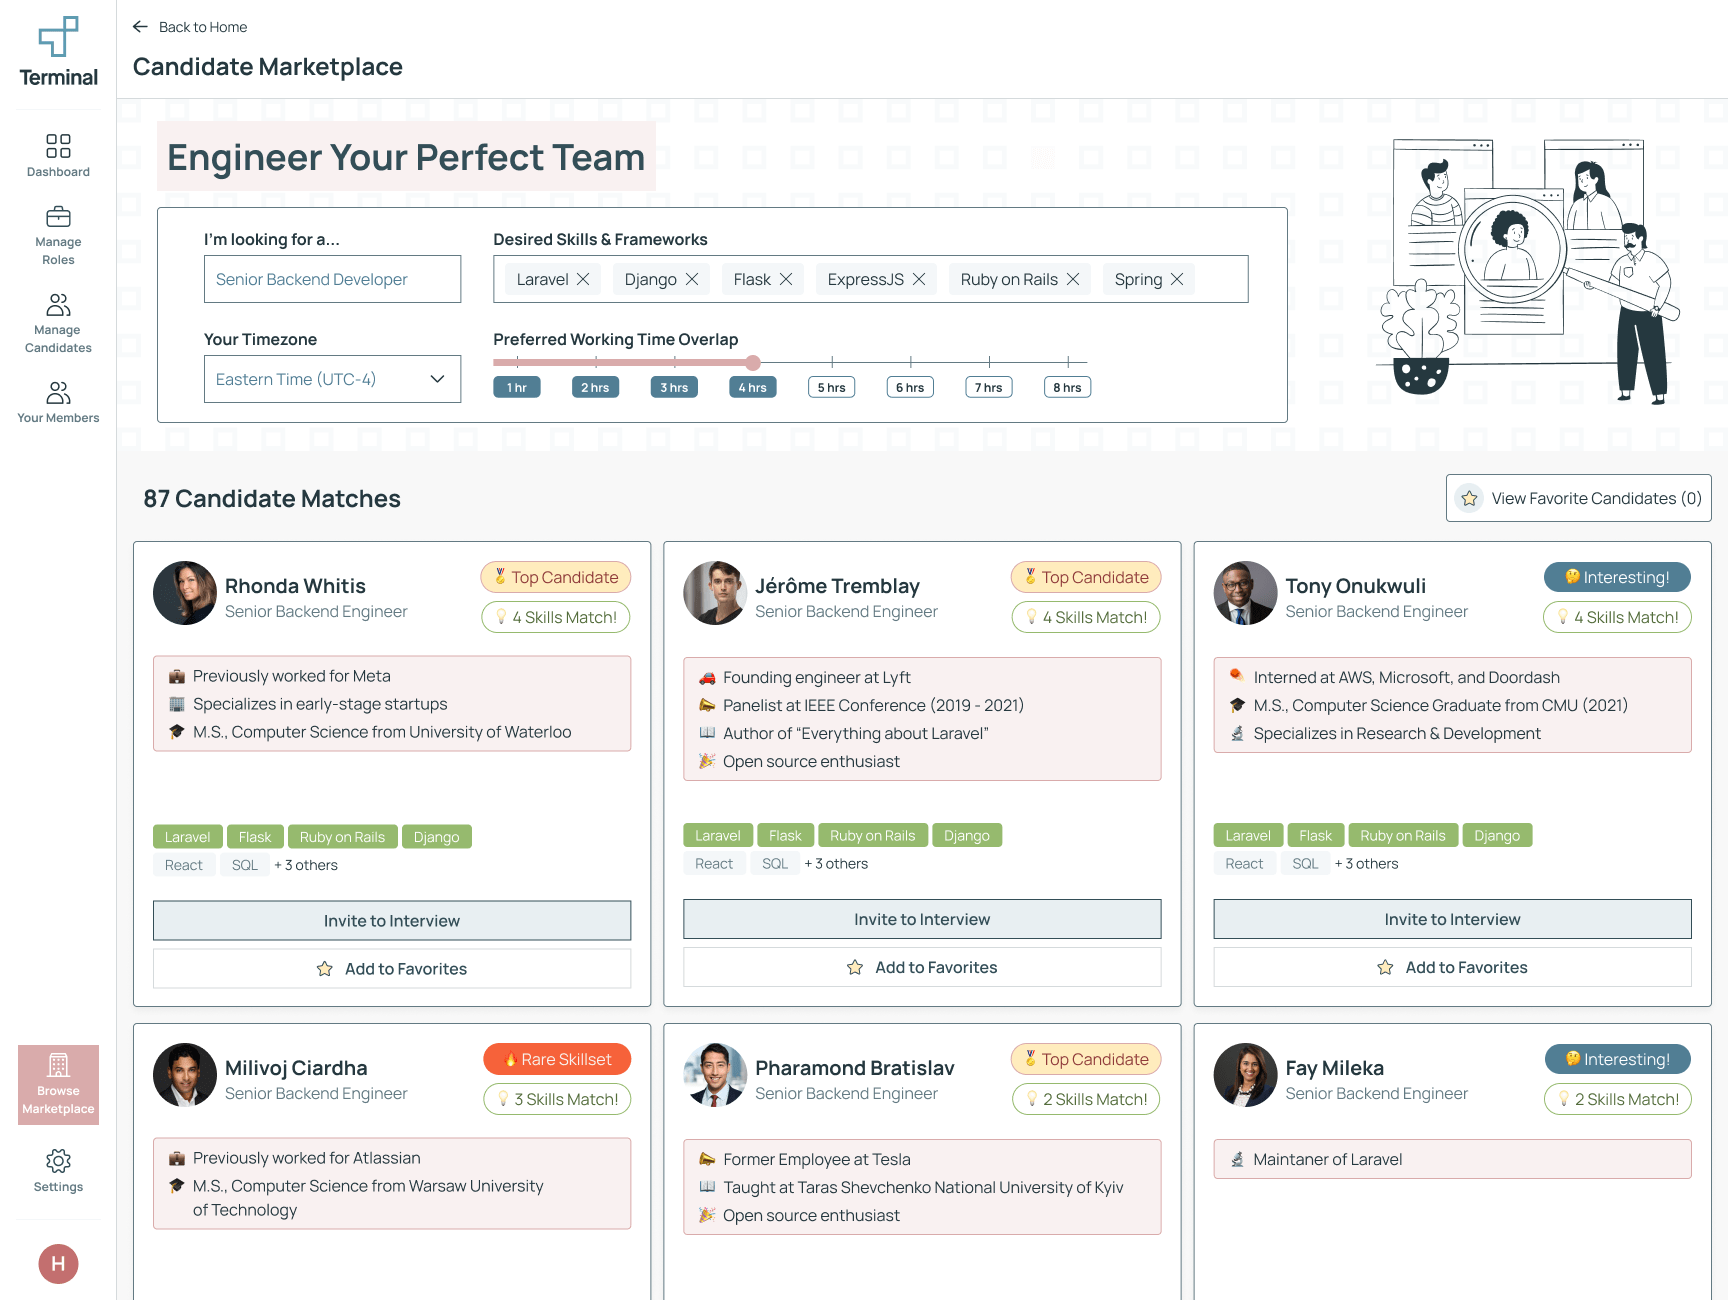 Terminal
Dashboard
Manage
Roles
Manage
Candidates
Your Members
Browse
Marketplace
Settings
H
Back to Home
Candidate Marketplace
Engineer Your Perfect Team
I'm looking for a...
Senior Backend Developer
Desired Skills & Frameworks
Laravel Django Flask ExpressJS Ruby on Rails Spring
Your Timezone
Eastern Time (UTC-4)
Preferred Working Time Overlap
1 hr 2 hrs 3 hrs 4 hrs 5 hrs 6 hrs 7 hrs 8 hrs
87 Candidate Matches
View Favorite Candidates (0)
Rhonda Whitis
Senior Backend Engineer
Top Candidate
4 Skills Match!
Previously worked for Meta
Specializes in early-stage startups
M.S., Computer Science from University of Waterloo
Laravel Flask Ruby on Rails Django
React SQL + 3 others
Invite to Interview
Add to Favorites
Jérôme Tremblay
Senior Backend Engineer
Top Candidate
4 Skills Match!
Founding engineer at Lyft
Panelist at IEEE Conference (2019 - 2021)
Author of “Everything about Laravel”
Open source enthusiast
Laravel Flask Ruby on Rails Django
React SQL + 3 others
Invite to Interview
Add to Favorites
Tony Onukwuli
Senior Backend Engineer
Interesting!
4 Skills Match!
Interned at AWS, Microsoft, and Doordash
M.S., Computer Science Graduate from CMU (2021)
Specializes in Research & Development
Laravel Flask Ruby on Rails Django
React SQL + 3 others
Invite to Interview
Add to Favorites
Milivoj Ciardha
Senior Backend Engineer
Rare Skillset
3 Skills Match!
Previously worked for Atlassian
M.S., Computer Science from Warsaw University
of Technology
Pharamond Bratislav
Senior Backend Engineer
Top Candidate
2 Skills Match!
Former Employee at Tesla
Taught at Taras Shevchenko National University of Kyiv
Open source enthusiast
Fay Mileka
Senior Backend Engineer
Interesting!
2 Skills Match!
Maintaner of Laravel